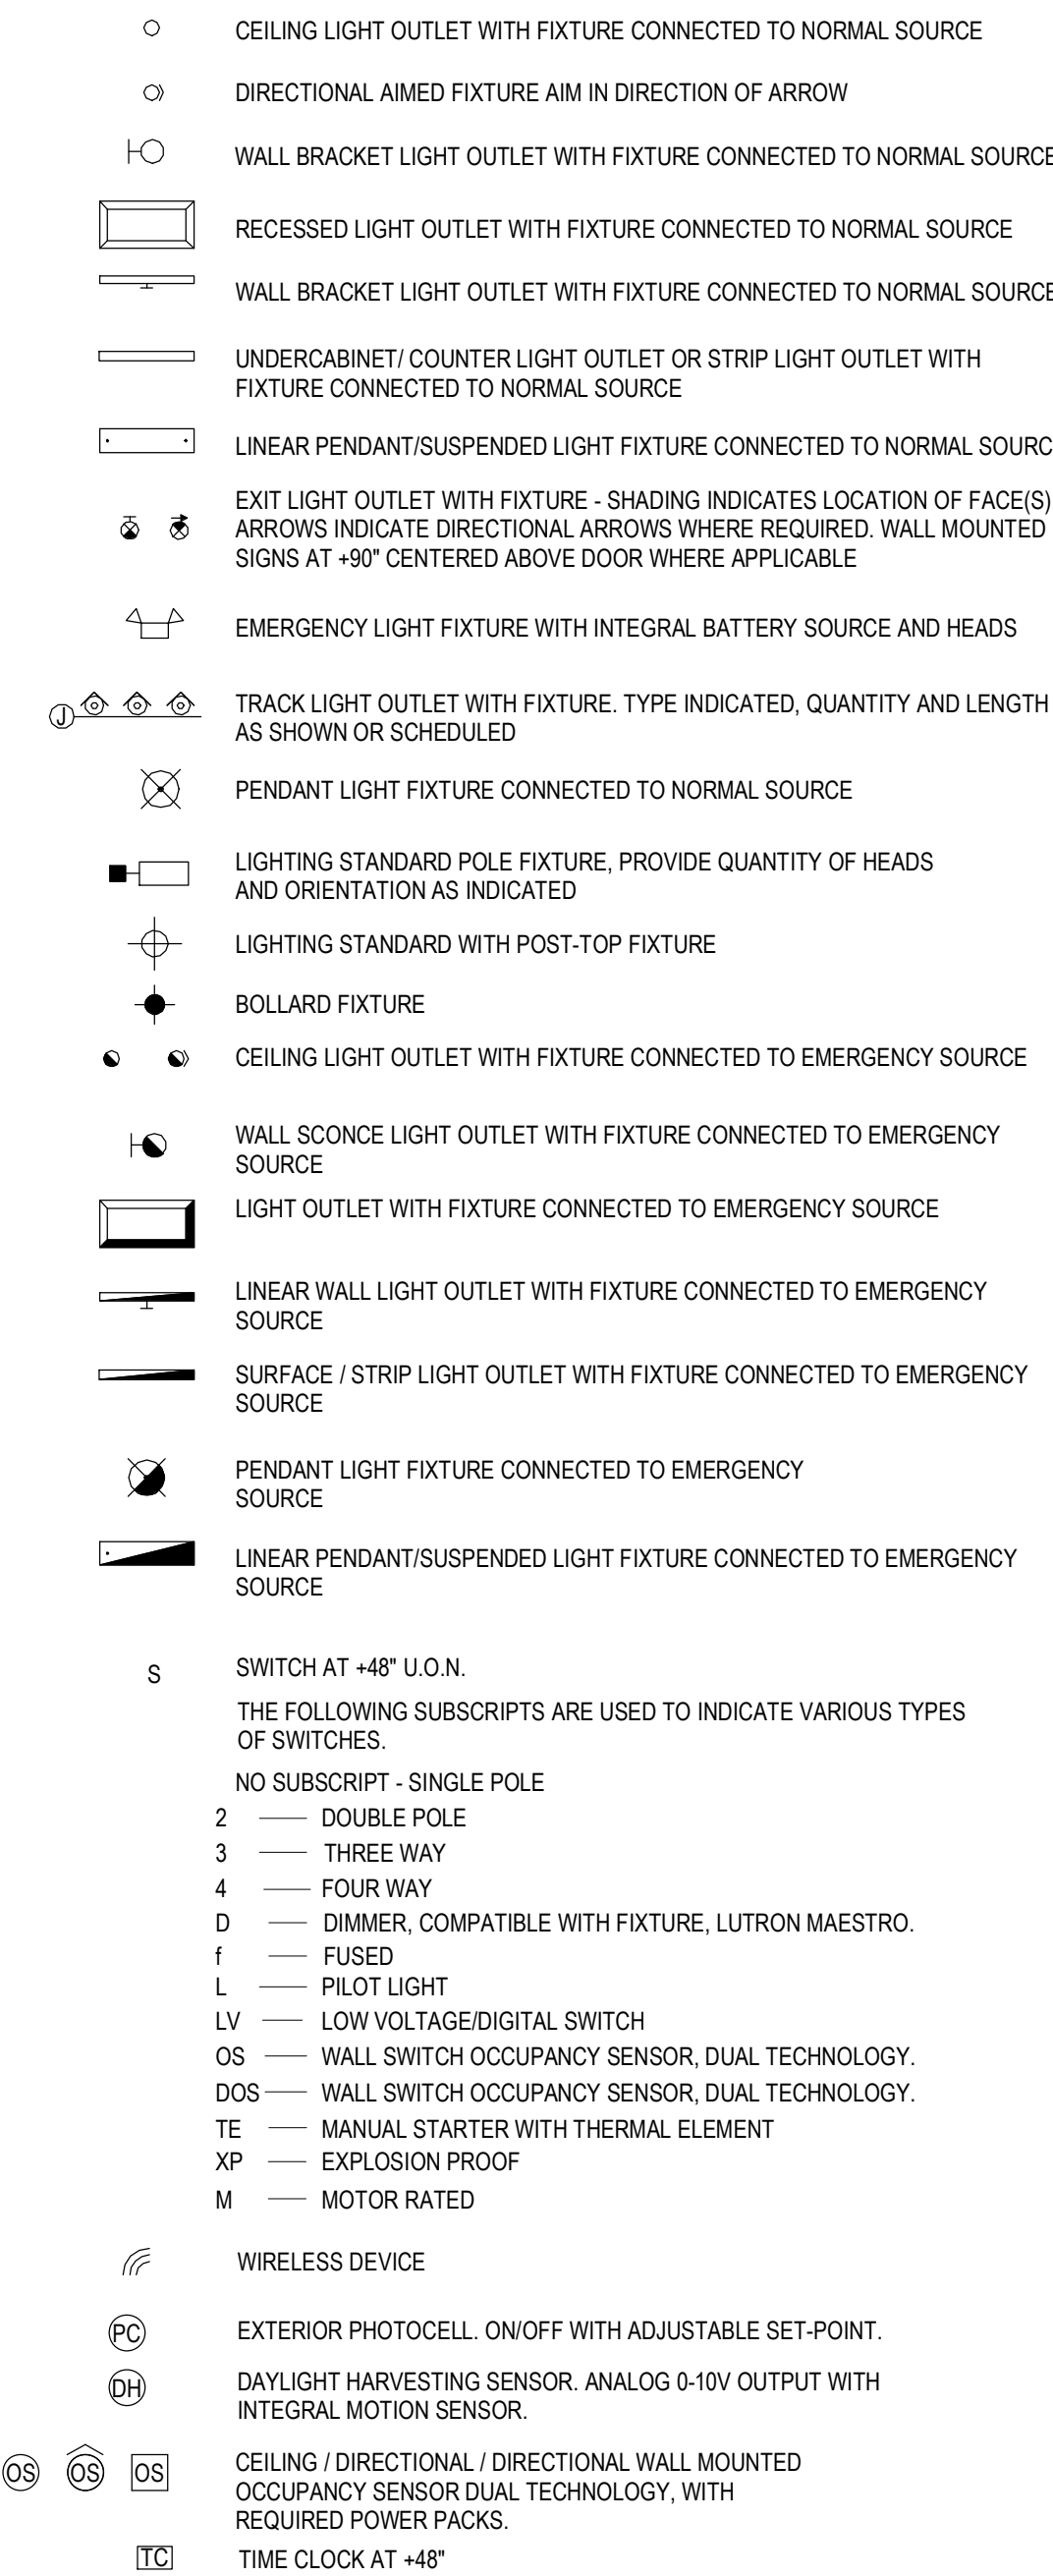 CEILING LIGHT OUTLET WITH FIXTURE CONNECTED TO NORMAL SOURCE
DIRECTIONAL AIMED FIXTURE AIM IN DIRECTION OF ARROW
WALL BRACKET LIGHT OUTLET WITH FIXTURE CONNECTED TO NORMAL SOURCE
RECESSED LIGHT OUTLET WITH FIXTURE CONNECTED TO NORMAL SOURCE
WALL BRACKET LIGHT OUTLET WITH FIXTURE CONNECTED TO NORMAL SOURCE
UNDERCABINET/ COUNTER LIGHT OUTLET OR STRIP LIGHT OUTLET WITH
FIXTURE CONNECTED TO NORMAL SOURCE
LINEAR PENDANT/SUSPENDED LIGHT FIXTURE CONNECTED TO NORMAL SOURC
EXIT LIGHT OUTLET WITH FIXTURE - SHADING INDICATES LOCATION OF FACE(S)
ARROWS INDICATE DIRECTIONAL ARROWS WHERE REQUIRED. WALL MOUNTED
SIGNS AT +90" CENTERED ABOVE DOOR WHERE APPLICABLE
EMERGENCY LIGHT FIXTURE WITH INTEGRAL BATTERY SOURCE AND HEADS
J TRACK LIGHT OUTLET WITH FIXTURE. TYPE INDICATED, QUANTITY AND LENGTH
AS SHOWN OR SCHEDULED
PENDANT LIGHT FIXTURE CONNECTED TO NORMAL SOURCE
LIGHTING STANDARD POLE FIXTURE, PROVIDE QUANTITY OF HEADS
AND ORIENTATION AS INDICATED
LIGHTING STANDARD WITH POST-TOP FIXTURE
BOLLARD FIXTURE
CEILING LIGHT OUTLET WITH FIXTURE CONNECTED TO EMERGENCY SOURCE
WALL SCONCE LIGHT OUTLET WITH FIXTURE CONNECTED TO EMERGENCY
SOURCE
LIGHT OUTLET WITH FIXTURE CONNECTED TO EMERGENCY SOURCE
LINEAR WALL LIGHT OUTLET WITH FIXTURE CONNECTED TO EMERGENCY
SOURCE
SURFACE / STRIP LIGHT OUTLET WITH FIXTURE CONNECTED TO EMERGENCY
SOURCE
PENDANT LIGHT FIXTURE CONNECTED TO EMERGENCY
SOURCE
LINEAR PENDANT/SUSPENDED LIGHT FIXTURE CONNECTED TO EMERGENCY
SOURCE
S SWITCH AT +48" U.O.N.
THE FOLLOWING SUBSCRIPTS ARE USED TO INDICATE VARIOUS TYPES
OF SWITCHES.
NO SUBSCRIPT - SINGLE POLE
2 DOUBLE POLE
3 THREE WAY
4 FOUR WAY
D DIMMER, COMPATIBLE WITH FIXTURE, LUTRON MAESTRO.
f FUSED
L PILOT LIGHT
LV LOW VOLTAGE/DIGITAL SWITCH
OS WALL SWITCH OCCUPANCY SENSOR, DUAL TECHNOLOGY.
DOS WALL SWITCH OCCUPANCY SENSOR, DUAL TECHNOLOGY.
TE MANUAL STARTER WITH THERMAL ELEMENT
XP EXPLOSION PROOF
M MOTOR RATED
WIRELESS DEVICE
PC EXTERIOR PHOTOCELL. ON/OFF WITH ADJUSTABLE SET-POINT.
DH DAYLIGHT HARVESTING SENSOR. ANALOG 0-10V OUTPUT WITH
INTEGRAL MOTION SENSOR.
OS OS OS CEILING / DIRECTIONAL / DIRECTIONAL WALL MOUNTED
OCCUPANCY SENSOR DUAL TECHNOLOGY, WITH
REQUIRED POWER PACKS.
TC TIME CLOCK AT +48"